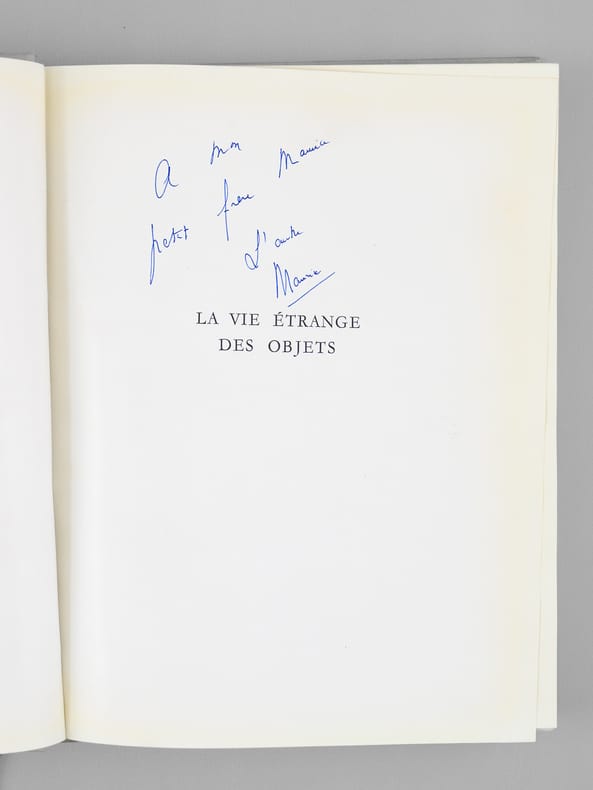 A mon Maurice
petit frère
L'autre
Maurice
LA VIE ÉTRANGE
DES OBJETS